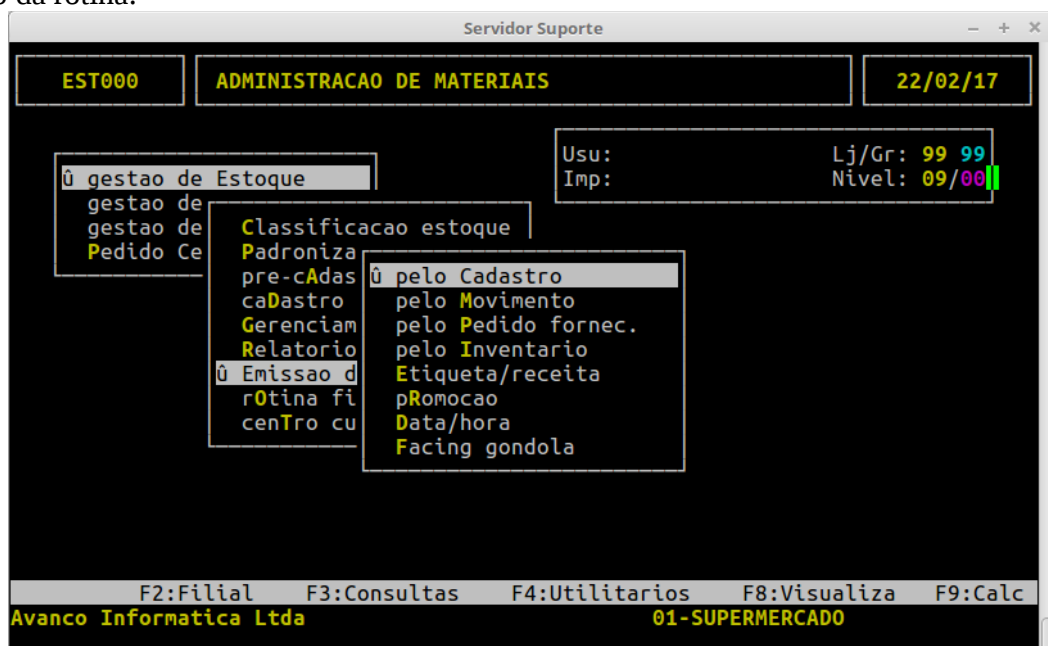 da rotina.
Servidor Suporte
EST000 ADMINISTRACAO DE MATERIAIS 22/02/17
Usu: Lj/Gr: 99 99
Imp: Nivel: 09/00
û gestao de Estoque
gestao de
gestao de
Pedido Ce
Classificacao estoque
Padroniza
pre-cAdas
caDastro
Gerenciam
Relatorio
û Emissao d
rOtina fi
cenTro cu
û pelo Cadastro
pelo Movimento
pelo Pedido fornec.
pelo Inventario
Etiqueta/receita
pRomocao
Data/hora
Facing gondola
F2:Filial F3:Consultas F4:Utilitarios F8:Visualiza F9:Calc
Avanco Informatica Ltda 01-SUPERMERCADO